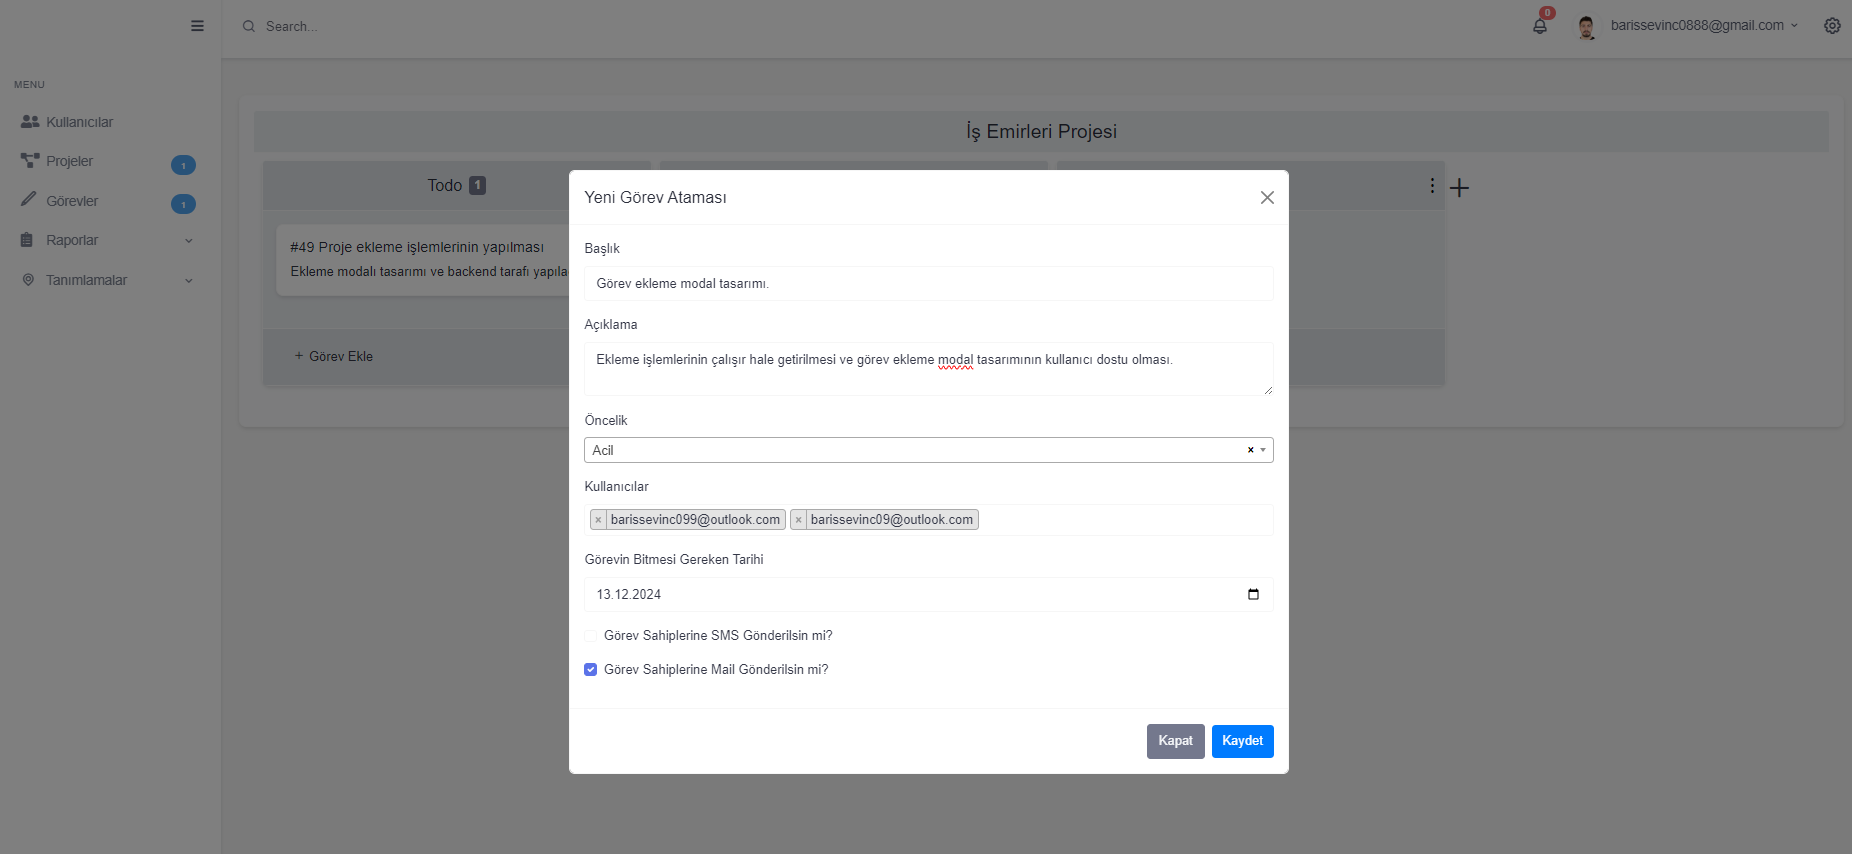 Search...
0
barissevinc0888@gmail.com
MENU
Kullanıcılar
Projeler
1
Görevler
1
Raporlar
Tanımlamalar
İş Emirleri Projesi
Todo 1
#49 Proje ekleme işlemlerinin yapılması
Ekleme modalı tasarımı ve backend tarafı
+ Görev Ekle
Yeni Görev Ataması
Başlık
Görev ekleme modal tasarımı.
Açıklama
Ekleme işlemlerinin çalışır hale getirilmesi ve görev ekleme modal tasarımının kullanıcı dostu olması.
Öncelik
Acil
Kullanıcılar
× barissevinc099@outlook.com × barissevinc09@outlook.com
Görevin Bitmesi Gereken Tarihi
13.12.2024
Görev Sahiplerine SMS Gönderilsin mi?
Görev Sahiplerine Mail Gönderilsin mi?
Kapat Kaydet